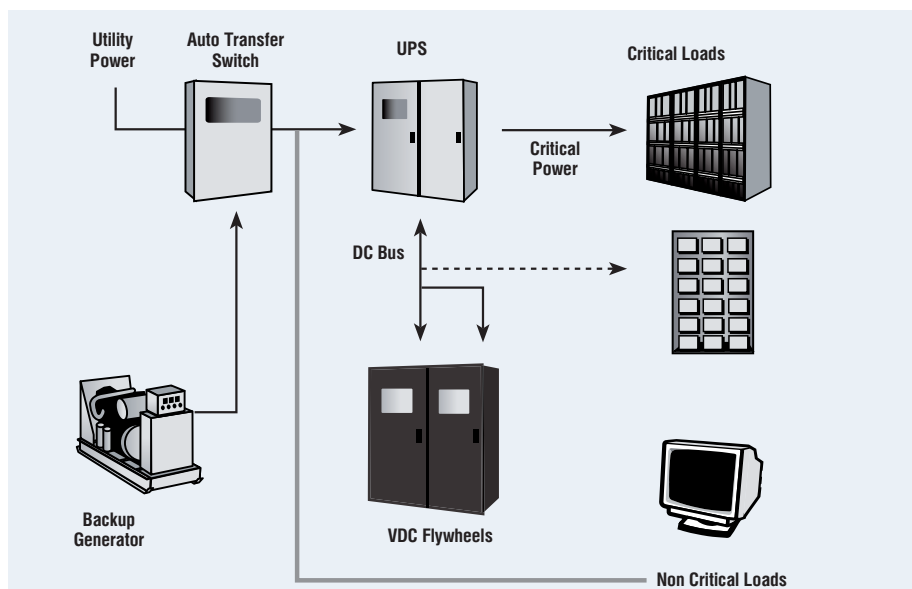 Utility
Power
Auto Transfer
Switch
UPS
Critical Loads
Critical
Power
DC Bus
Backup
Generator
VDC Flywheels
Non Critical Loads